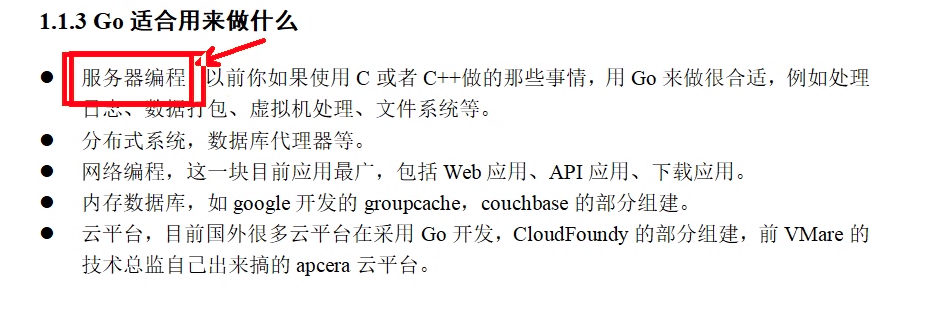 1.1.3 Go 适合用来做什么
● 服务器编程，以前你如果使用 C 或者 C++做的那些事情，用 Go 来做很合适，例如处理
日志、数据打包、虚拟机处理、文件系统等。
● 分布式系统，数据库代理器等。
● 网络编程，这一块目前应用最广，包括 Web 应用、API 应用、下载应用。
● 内存数据库，如 google 开发的 groupcache，couchbase 的部分组建。
● 云平台，目前国外很多云平台在采用 Go 开发，CloudFoundy 的部分组建，前 VMare 的
技术总监自己出来搞的 apcera 云平台。